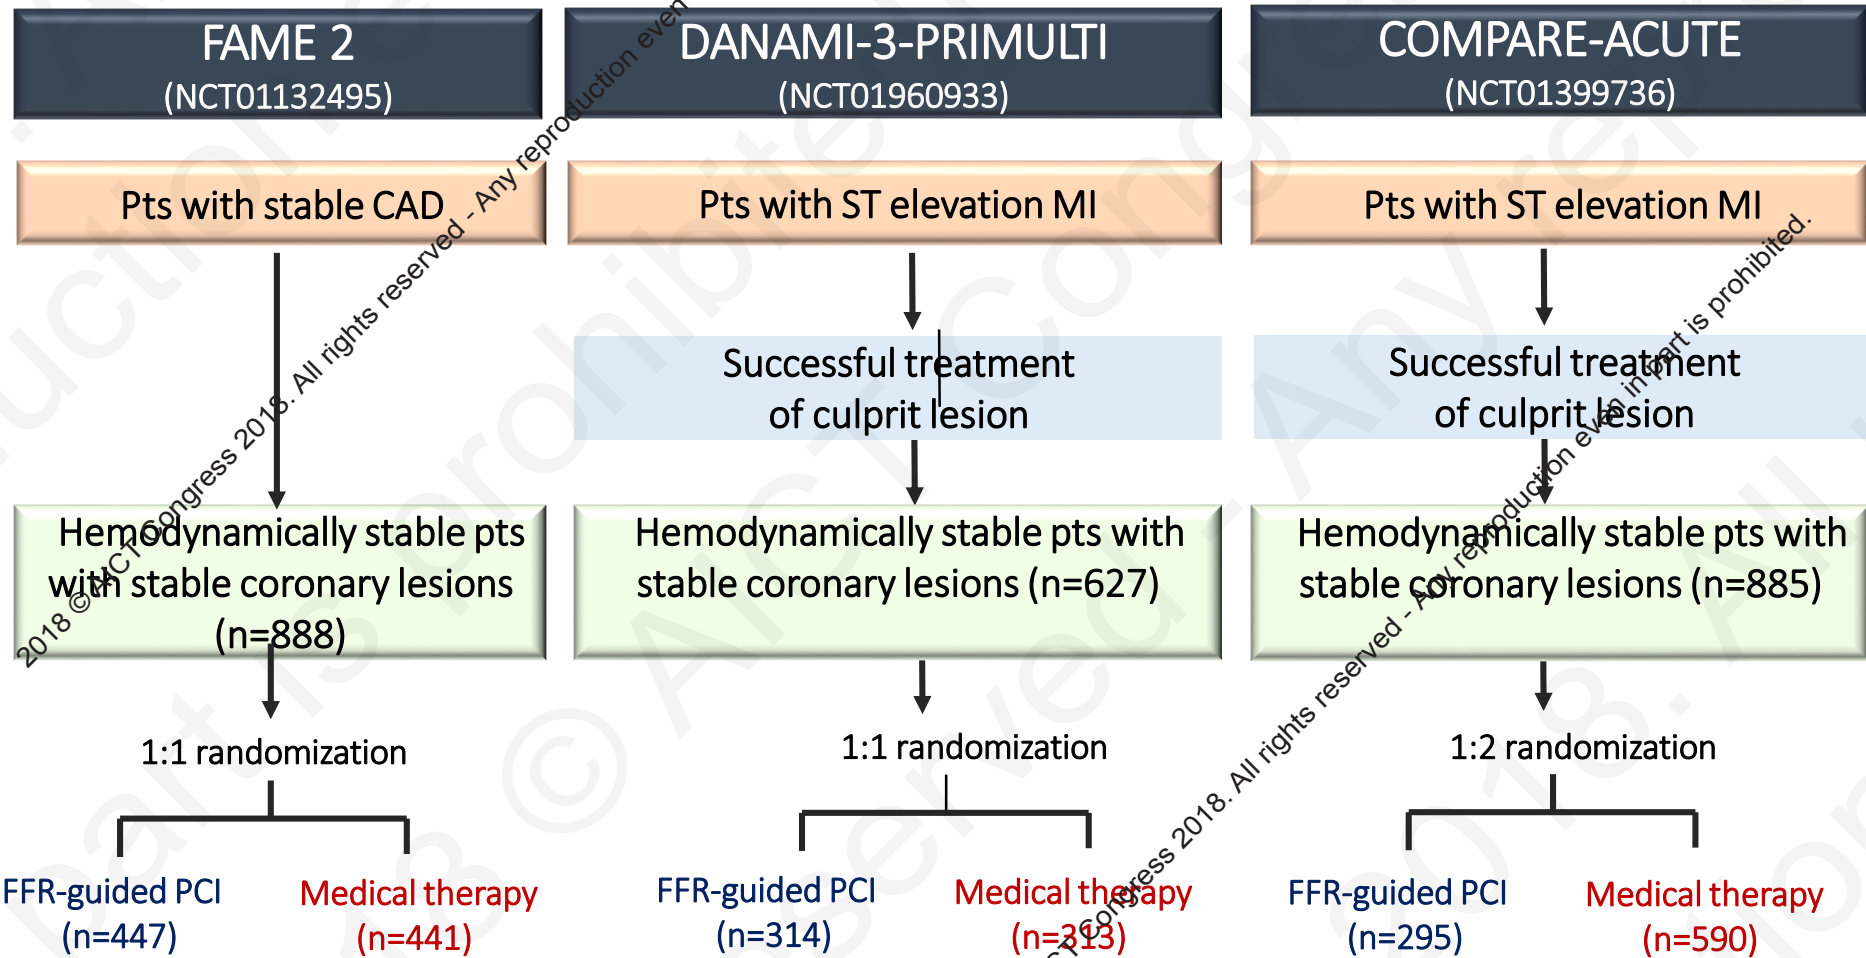 FAME 2
(NCT01132495)
Pts with stable CAD
Hemodynamically stable pts
with stable coronary lesions
(n=888)
1:1 randomization
FFR-guided PCI
(n=447)
Medical therapy
(n=441)
DANAMI-3-PRIMULTI
(NCT01960933)
Pts with ST elevation MI
Successful treatment
of culprit lesion
Hemodynamically stable pts with
stable coronary lesions (n=627)
1:1 randomization
FFR-guided PCI
(n=314)
Medical therapy
(n=313)
COMPARE-ACUTE
(NCT01399736)
Pts with ST elevation MI
Successful treatment
of culprit lesion
Hemodynamically stable pts with
stable coronary lesions (n=885)
1:2 randomization
FFR-guided PCI
(n=295)
Medical therapy
(n=590)
2018 © AICT Congress 2018. All rights reserved - Any reproduction even
Congress 2018. All rights reserved - Any reproduction even in part is prohibited.